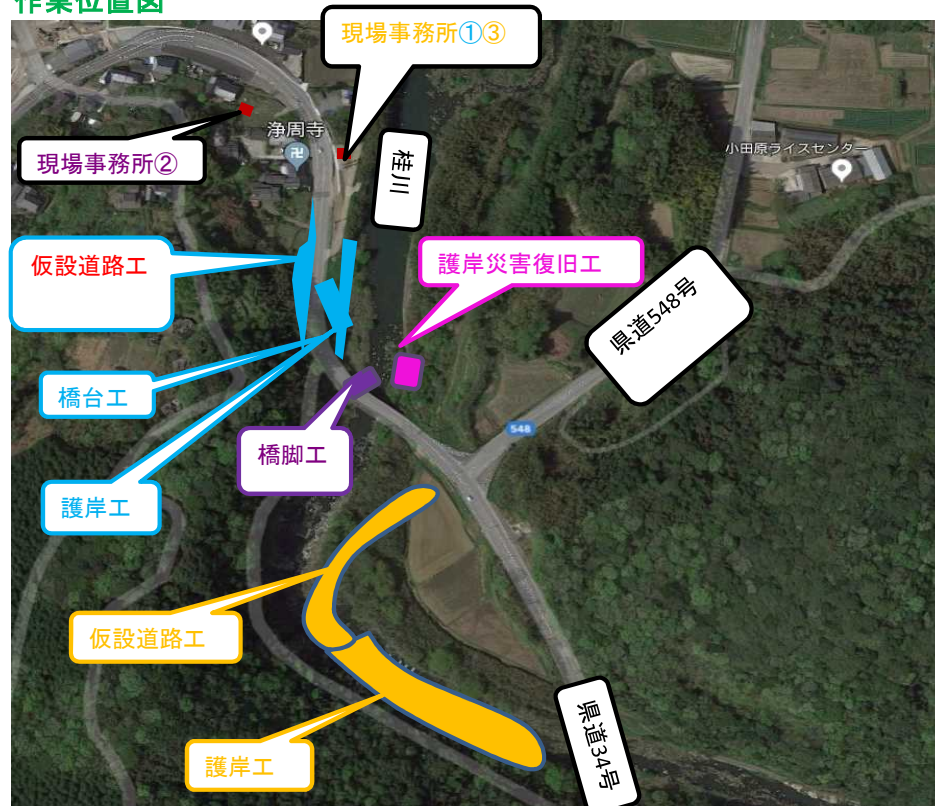 作業位置図
現場事務所①③
浄周寺
現場事務所②
桂川
小田原ライスセンター
仮設道路工
護岸災害復旧工
県道548号
橋台工
548
橋脚工
護岸工
仮設道路工
県道34号
護岸工